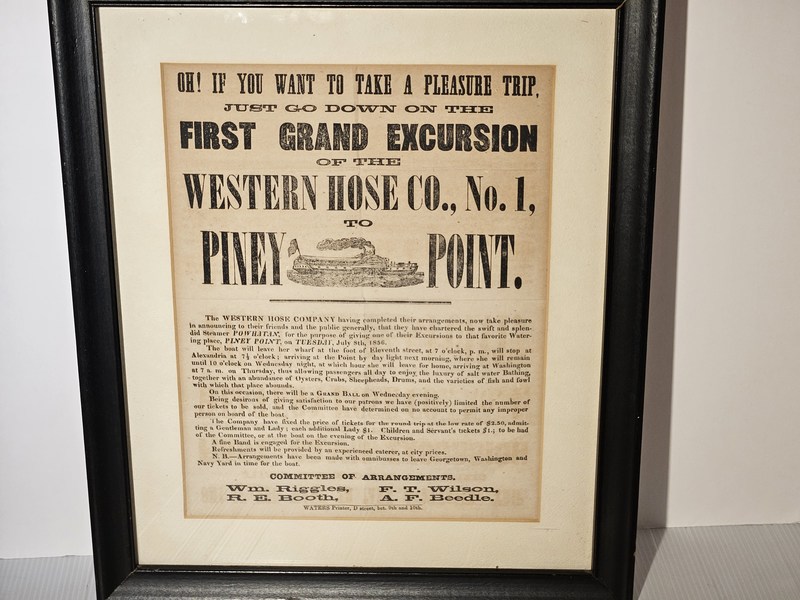 OH! IF YOU WANT TO TAKE A PLEASURE TRIP,
JUST GO DOWN ON THE
FIRST GRAND EXCURSION
OF THE
WESTERN HOSE CO., No. 1,
TO
PINEY POINT.
The WESTERN HOSE COMPANY having completed their arrangements, now take pleasure
in announcing to their friends and the public generally, that they have chartered the swift and splen-
did Steamer POWHATAN, for the purpose of giving one of their Excursions to that favorite Water-
ing place, PINEY POINT, on TUESDAY, July 8th, 1856.
The boat will leave her wharf at the foot of Eleventh street, at 7 o'clock, p. m., will stop at
Alexandria at 7½ o'clock; arriving at the Point by day light next morning, where she will remain
until 10 o'clock on Wednesday night, at which hour she will leave for home, arriving at Washington
at 7 a. m. on Thursday, thus allowing passengers all day to enjoy the luxury of salt water Bathing,
together with an abundance of Oysters, Crabs, Sheepheads, Drums, and the varieties of fish and fowl
with which that place abounds.
On this occasion, there will be a GRAND BALL on Wednesday evening.
Being desirous of giving satisfaction to our patrons we have (positively) limited the number of
our tickets to be sold, and the Committee have determined on no account to permit any improper
person on board of the boat.
The Company have fixed the price of tickets for the round trip at the low rate of $2.50, admit-
ting a Gentleman and Lady; each additional Lady $1. Children and Servant's tickets $1.; to be had
of the Committee, or at the boat on the evening of the Excursion.
A fine Band is engaged for the Excursion.
Refreshments will be provided by an experienced caterer, at city prices.
N. B.—Arrangements have been made with omnibusses to leave Georgetown, Washington and
Navy Yard in time for the boat.
COMMITTEE OF ARRANGEMENTS.
Wm. Riggles, F. T. Wilson,
R. E. Booth, A. F. Beedle.
WATERS Printer, D street, bet. 9th and 10th.